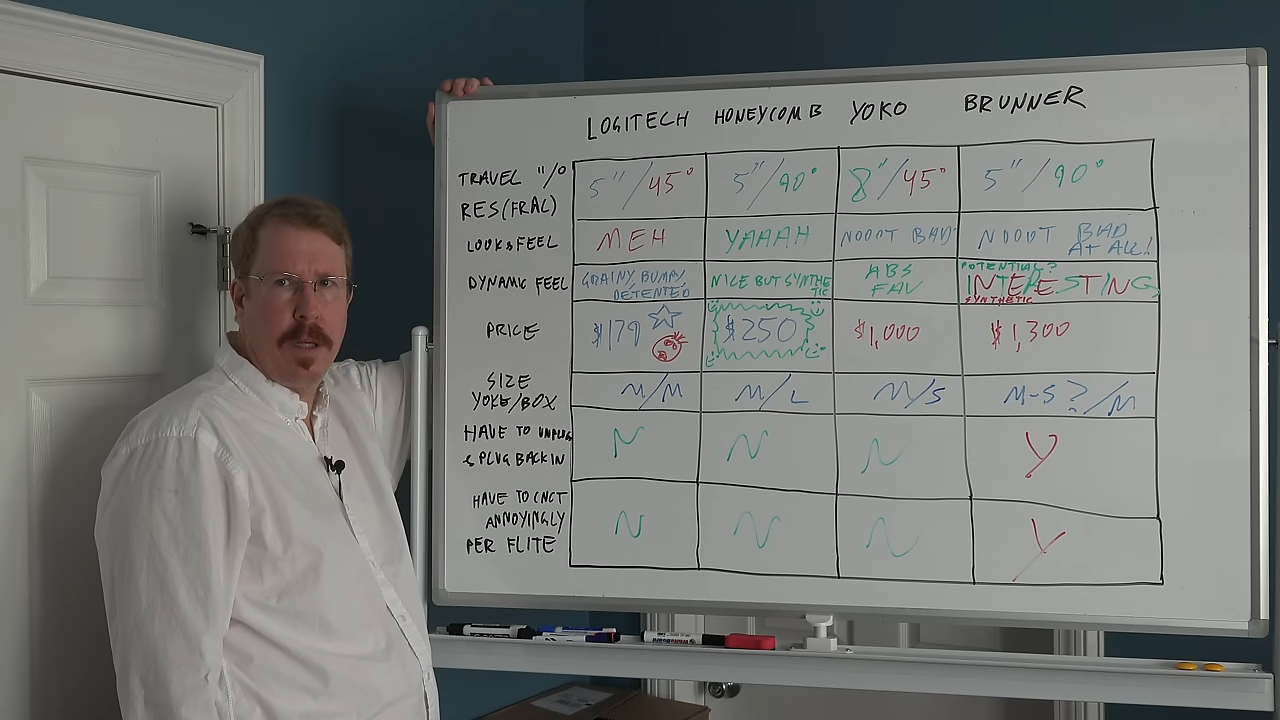 LOGITECH HONEYCOMB YOKO BRUNNER
TRAVEL "/° 5"/45° 5"/90° 8"/45° 5"/90°
RES(FRAC)
LOOK&FEEL MEH YAAAH NOOOT BAD NOOOT BAD
AT ALL!
DYNAMIC FEEL GRAINY, BUMPY, NICE BUT SYNTHE ABS POTENTIAL?
DETENTED TIC FAV INTERESTING
SYNTHETIC
PRICE $179 $250 $1,000 $1,300
SIZE
YOKE/BOX M/M M/L M/S M-S?/M
HAVE TO UNPLUG N N N Y
& PLUG BACK IN
HAVE TO CNCT
ANNOYINGLY N N N Y
PER FLITE